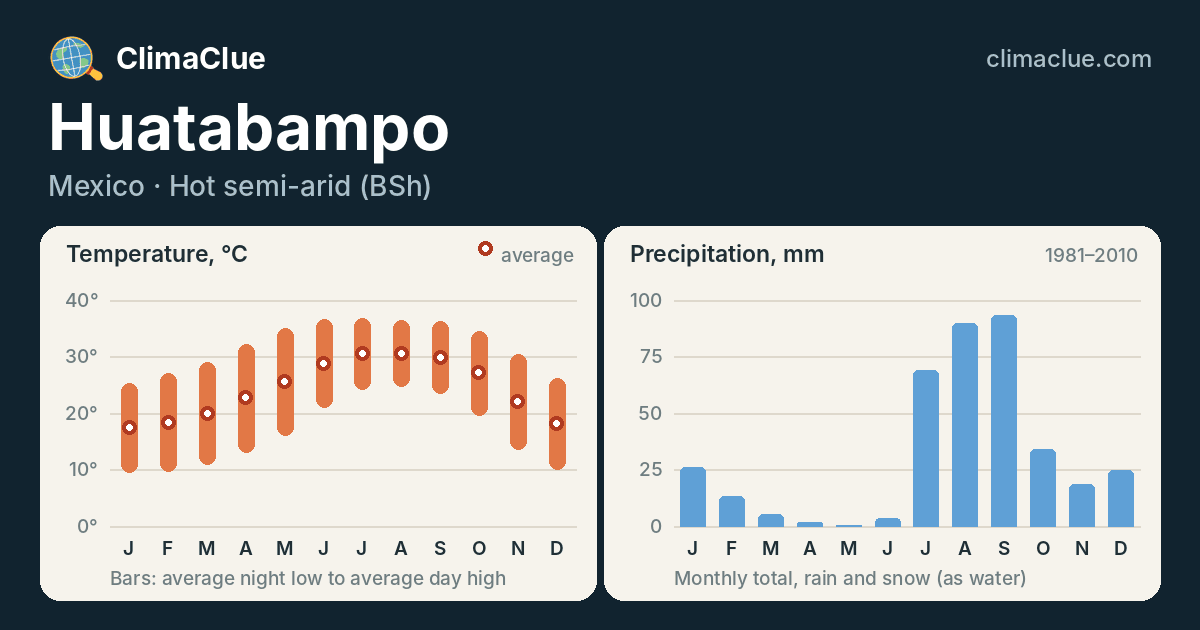 ClimaClue
climaclue.com
Huatabampo
Mexico · Hot semi-arid (BSh)
Temperature, °C
average
40°
30°
20°
10°
0°
J F M A M J J A S O N D
Bars: average night low to average day high
Precipitation, mm
1981–2010
100
75
50
25
0
J F M A M J J A S O N D
Monthly total, rain and snow (as water)